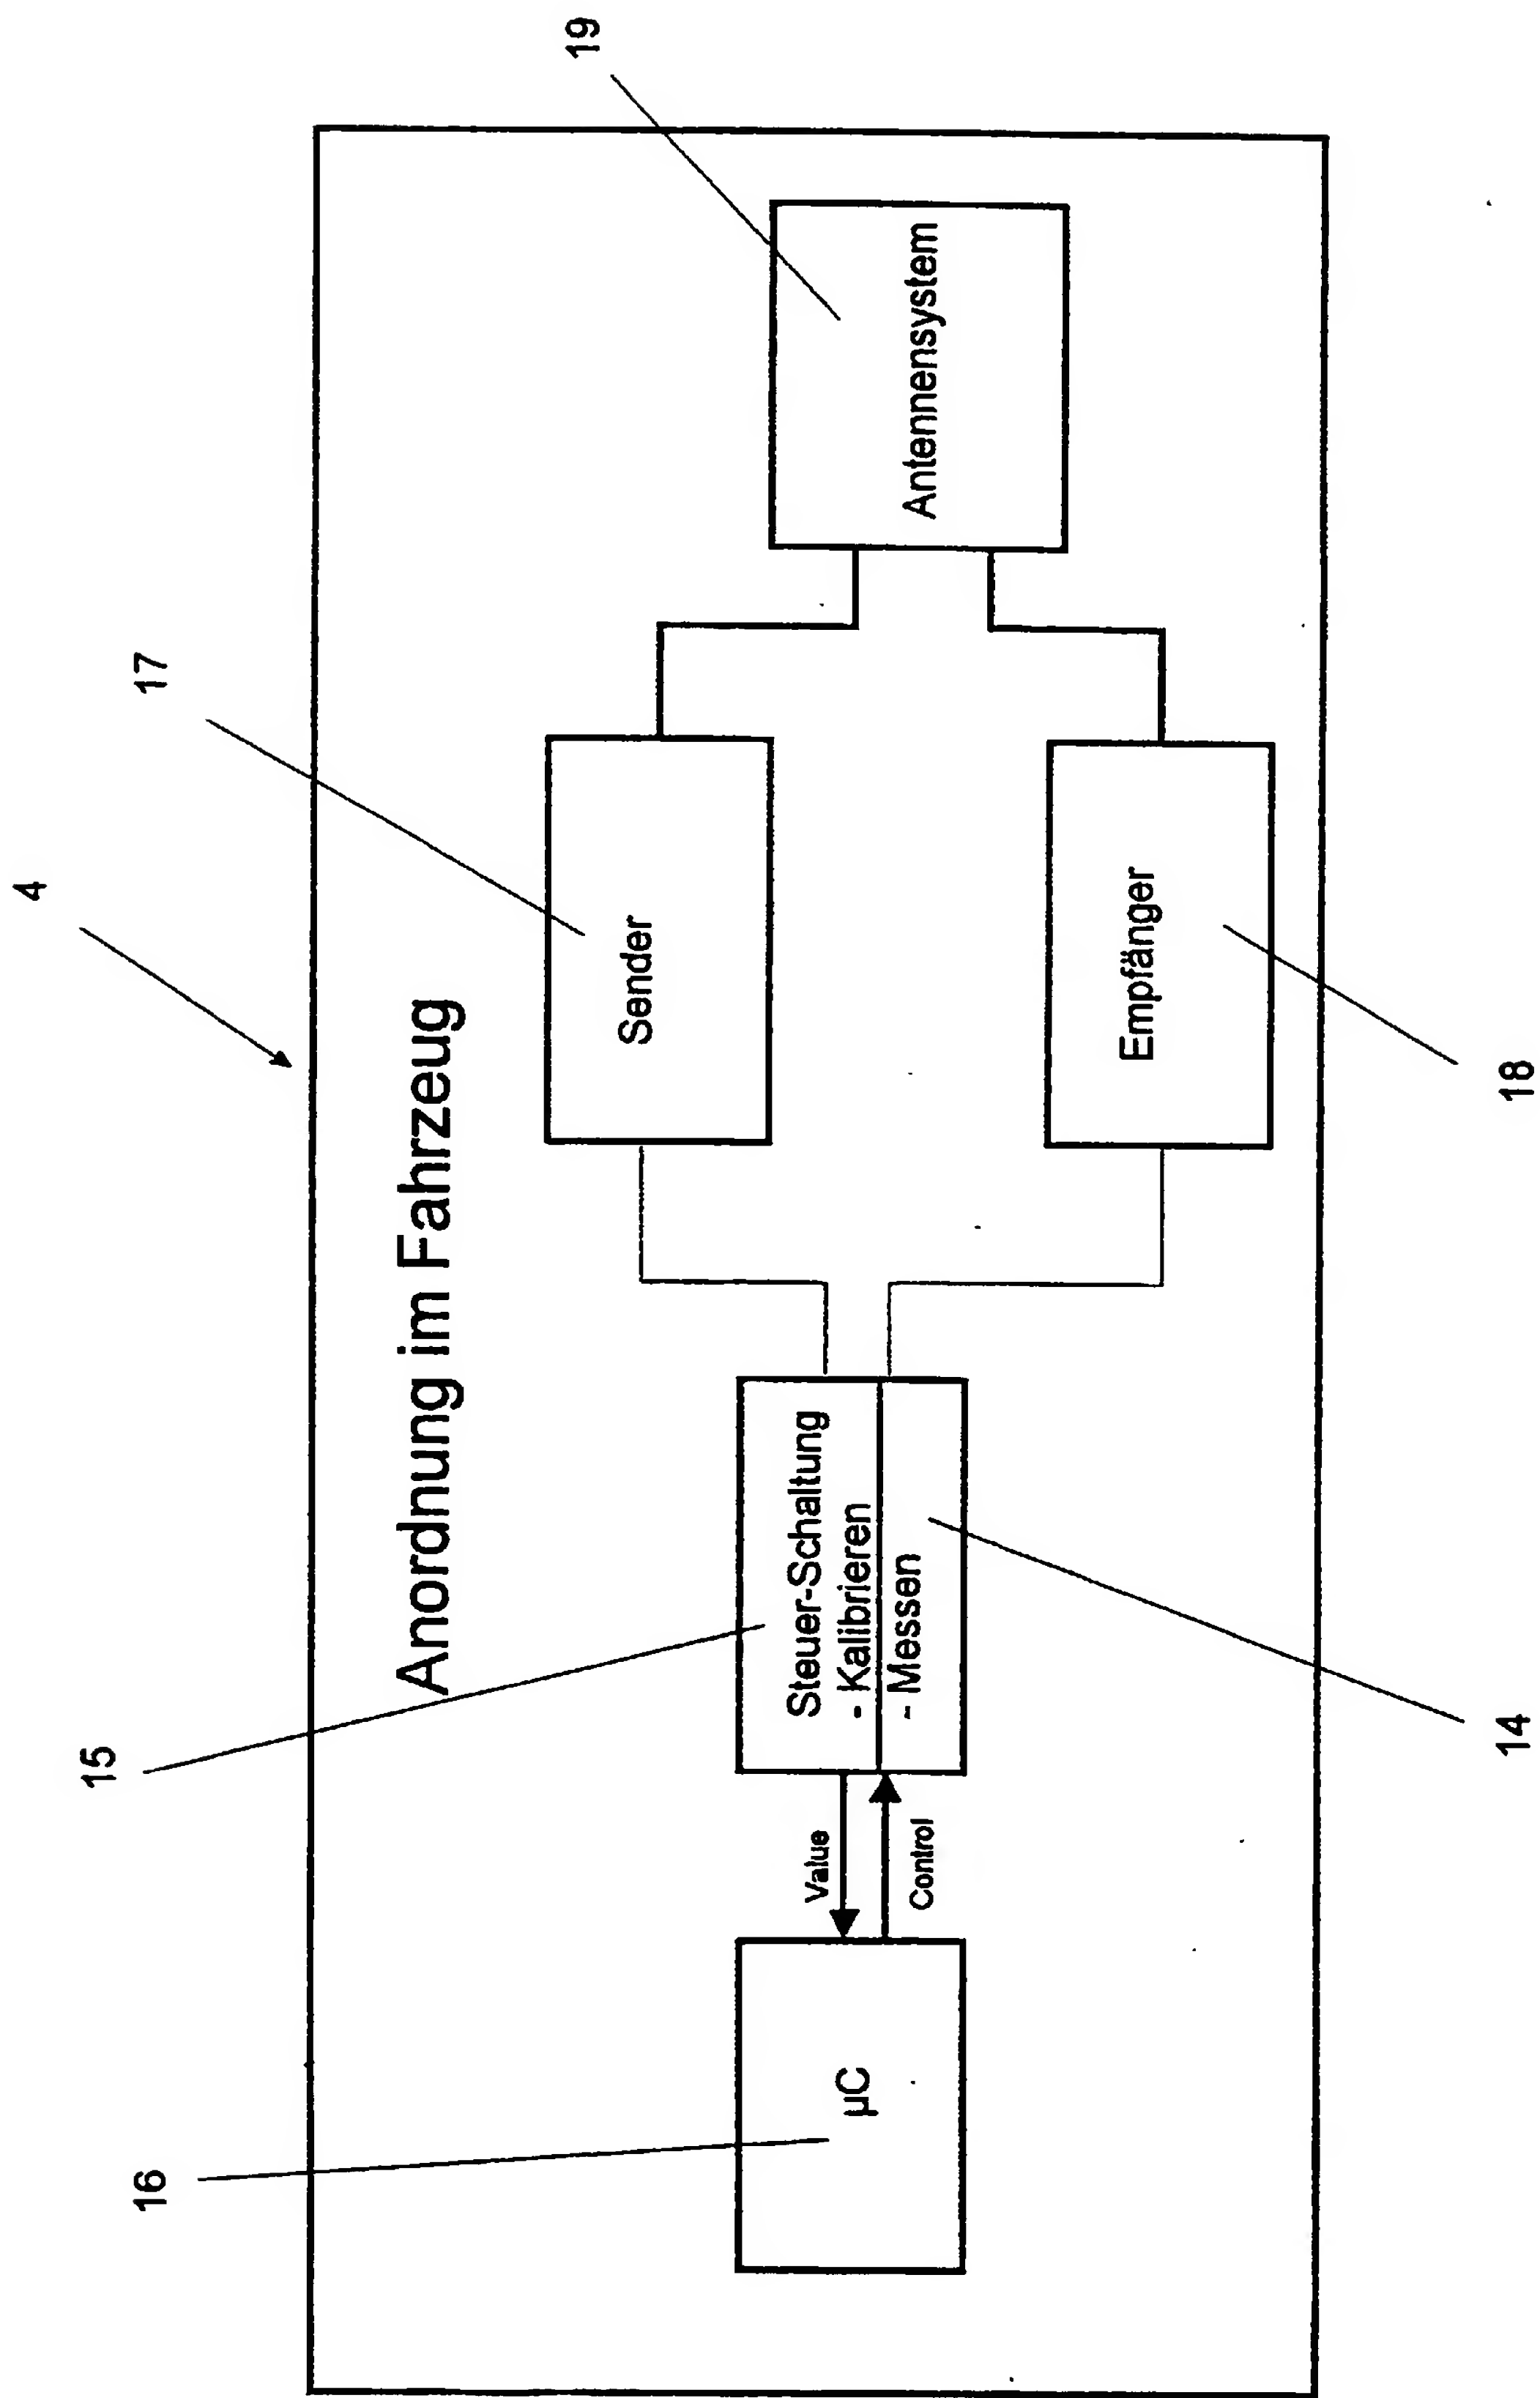 4
17
19
15
16
Anordnung im Fahrzeug
Sender
Antennensystem
Steuer-Schaltung
- Kalibrieren
- Messen
Value
Control
µC
Empfänger
14
18